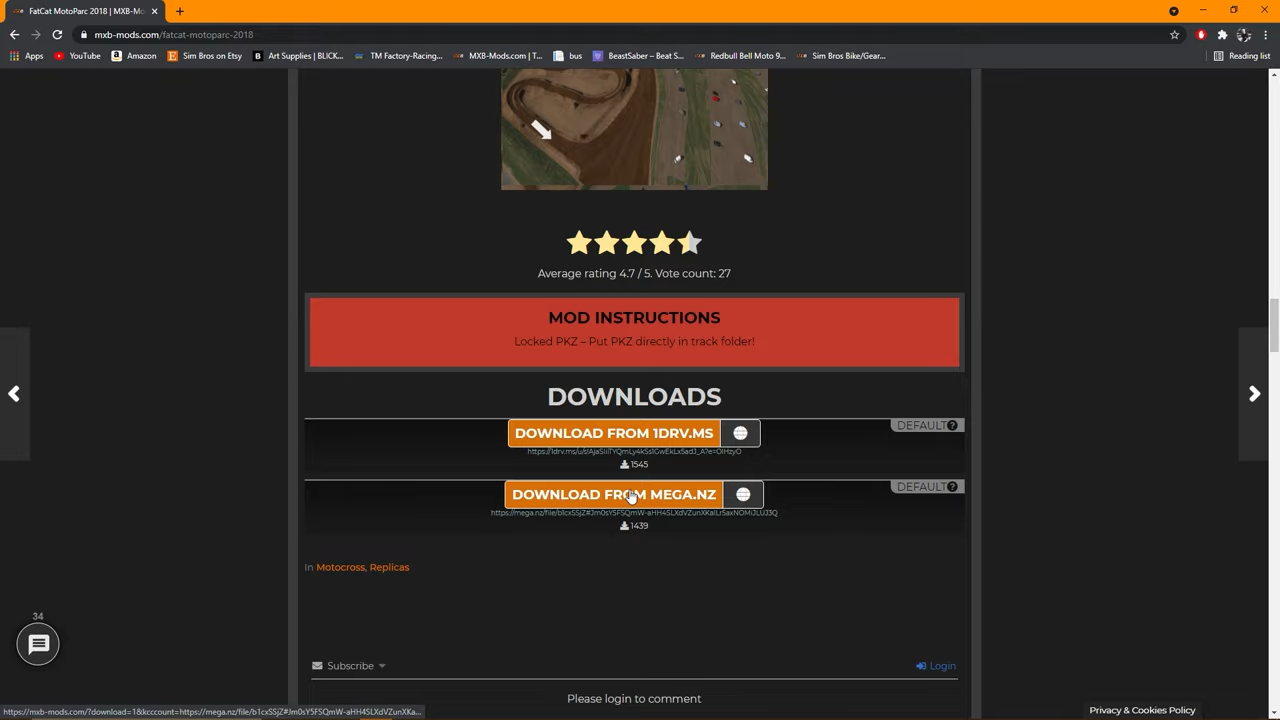 FatCat MotoParc 2018 | MXB-Mo
mxb-mods.com/fatcat-motoparc-2018
Apps YouTube Amazon Sim Bros on Etsy Art Supplies | BLICK... TM Factory-Racing... MXB-Mods.com | T... bus BeastSaber – Beat S... Redbull Bell Moto 9... Sim Bros Bike/Gear... Reading list
Average rating 4.7 / 5. Vote count: 27
MOD INSTRUCTIONS
Locked PKZ – Put PKZ directly in track folder!
DOWNLOADS
DEFAULT
DOWNLOAD FROM 1DRV.MS
1545
DEFAULT
DOWNLOAD FROM MEGA.NZ
1439
In Motocross, Replicas
34
Subscribe Login
Please login to comment
Privacy & Cookies Policy